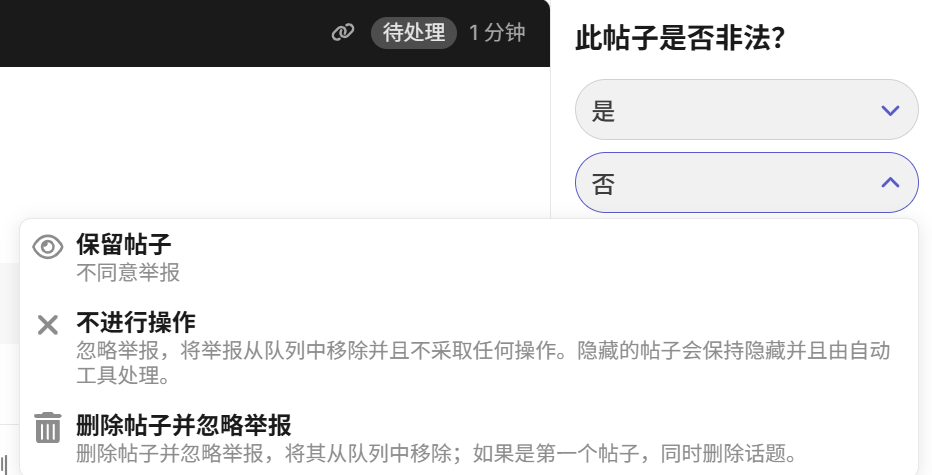 待处理 1 分钟
此帖子是否非法?
是
否
保留帖子
不同意举报
不进行操作
忽略举报，将举报从队列中移除并且不采取任何操作。隐藏的帖子会保持隐藏并且由自动
工具处理。
删除帖子并忽略举报
删除帖子并忽略举报，将其从队列中移除；如果是第一个帖子，同时删除话题。